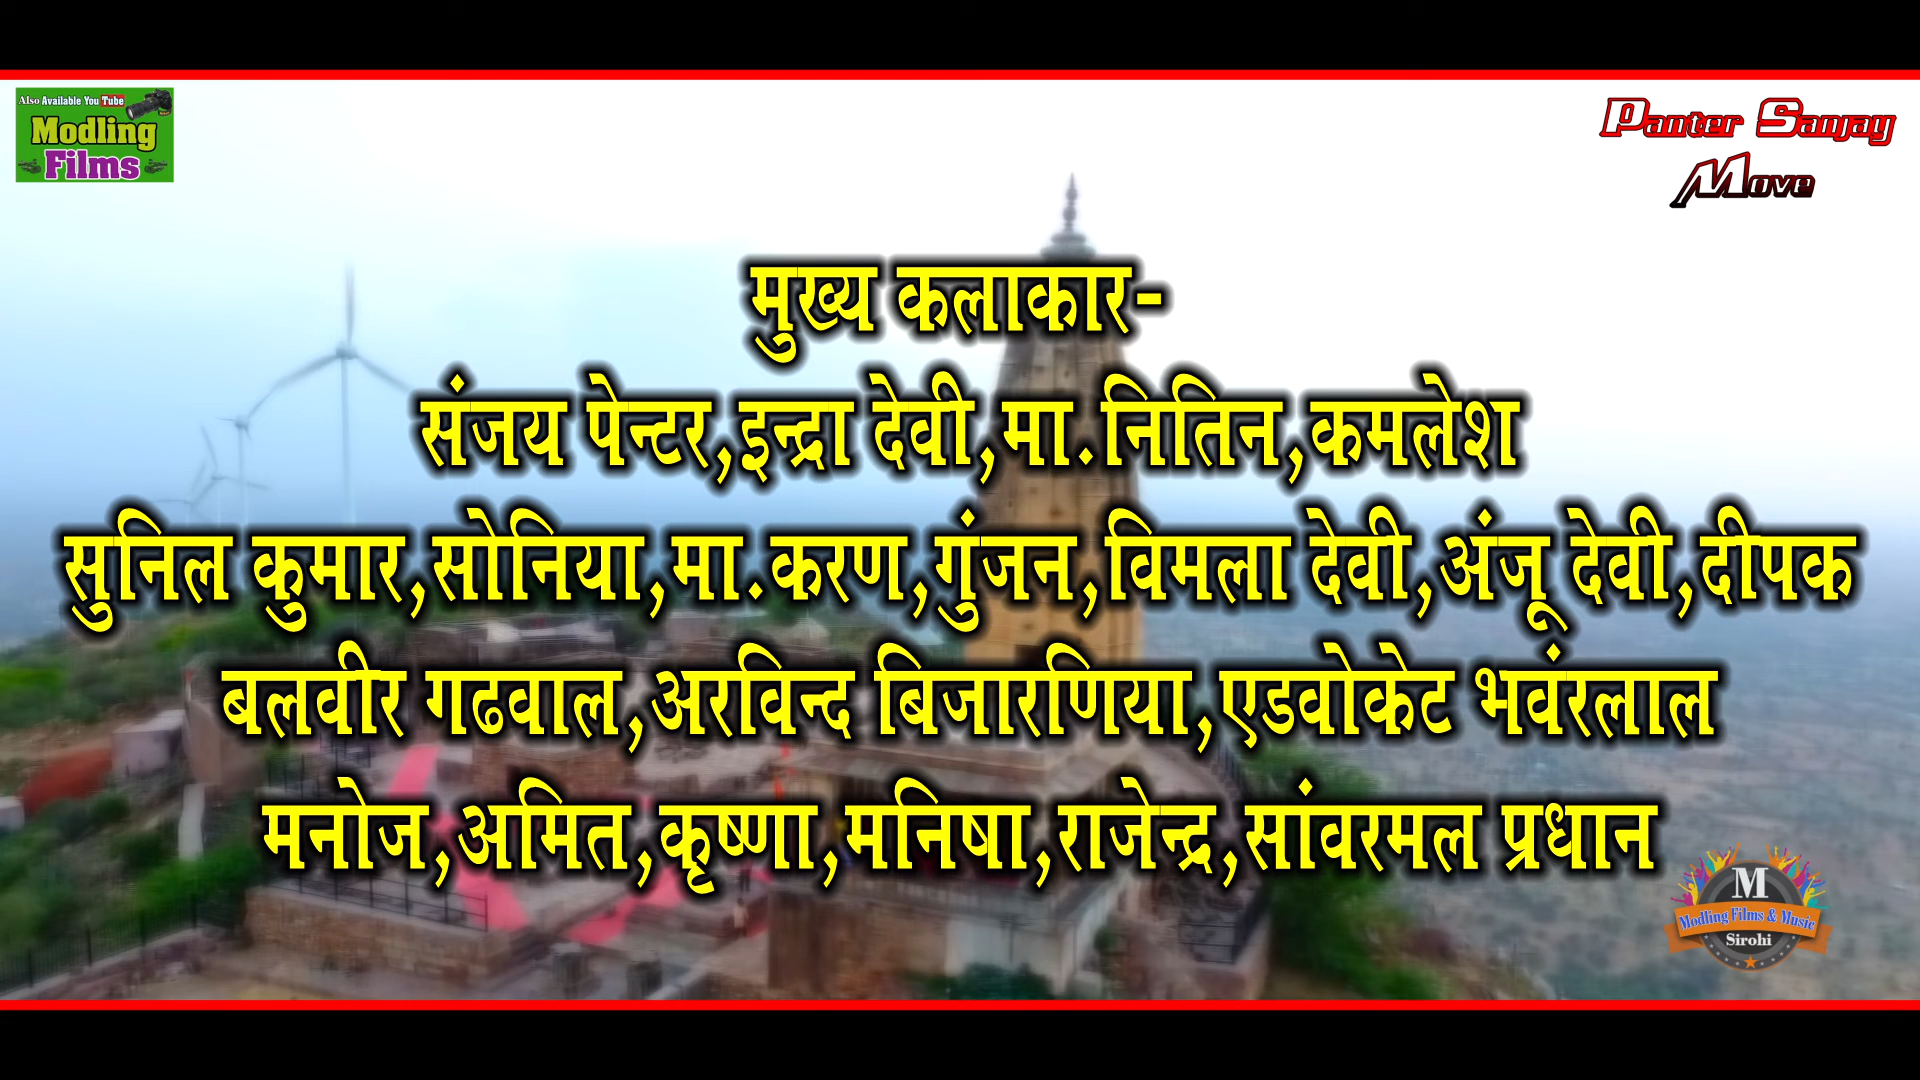 Also Available You Tube
Modling
Films
Panter Sanjay
Move
मुख्य कलाकार-
संजय पेन्टर,इन्द्रा देवी,मा.नितिन,कमलेश
सुनिल कुमार,सोनिया,मा.करण,गुंजन,विमला देवी,अंजू देवी,दीपक
बलवीर गढवाल,अरविन्द बिजारणिया,एडवोकेट भवंरलाल
मनोज,अमित,कृष्णा,मनिषा,राजेन्द्र,सांवरमल प्रधान
M
Modling Films & Music
Sirohi